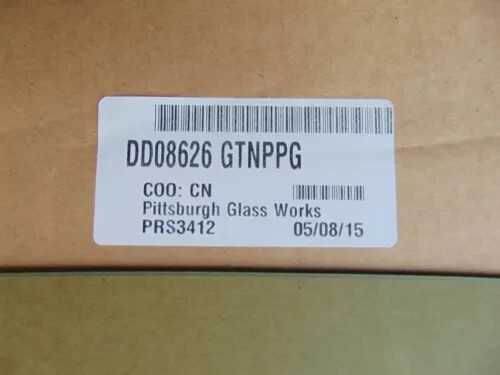 DD08626 GTNPPG
COO: CN
Pittsburgh Glass Works
PRS3412 05/08/15